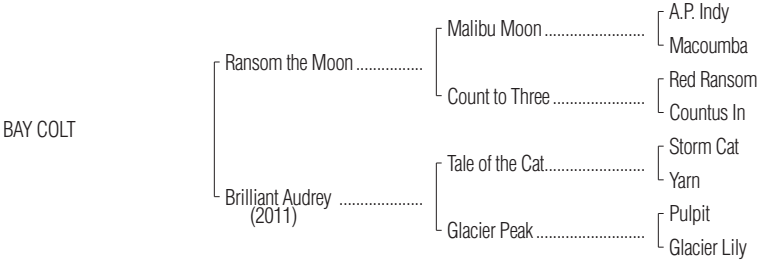 A.P. Indy
Malibu Moon ........................
Macoumba
Ransom the Moon ................
Red Ransom
Count to Three ......................
Countus In
BAY COLT
Storm Cat
Tale of the Cat........................
Yarn
Brilliant Audrey ....................
(2011)
Pulpit
Glacier Peak ..........................
Glacier Lily